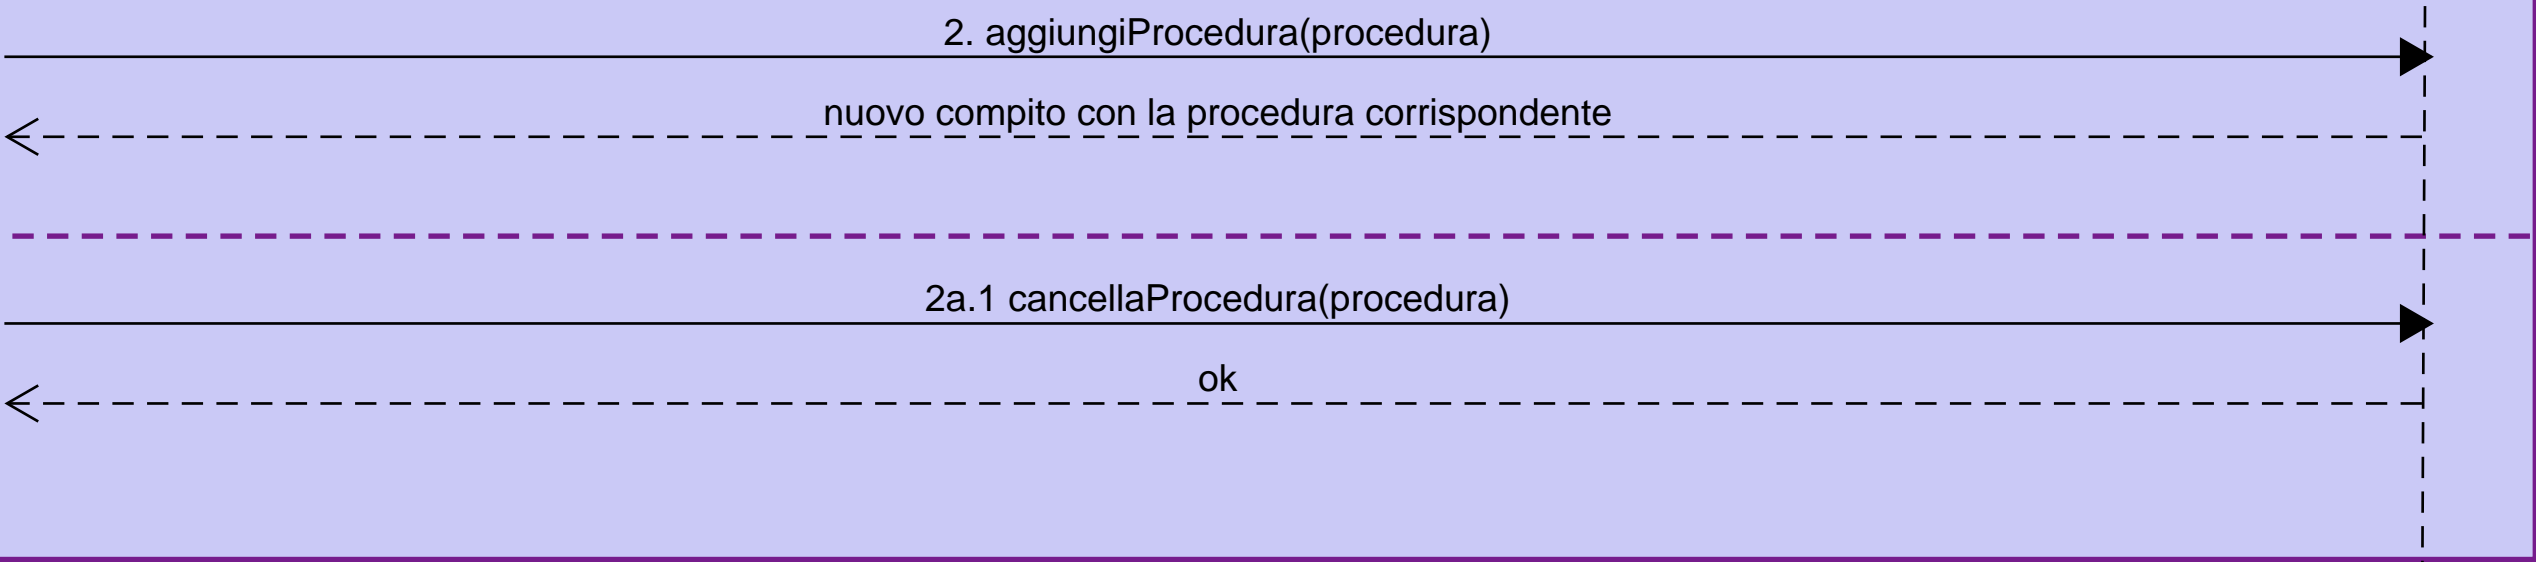 2. aggiungiProcedura(procedura)
nuovo compito con la procedura corrispondente
2a.1 cancellaProcedura(procedura)
ok